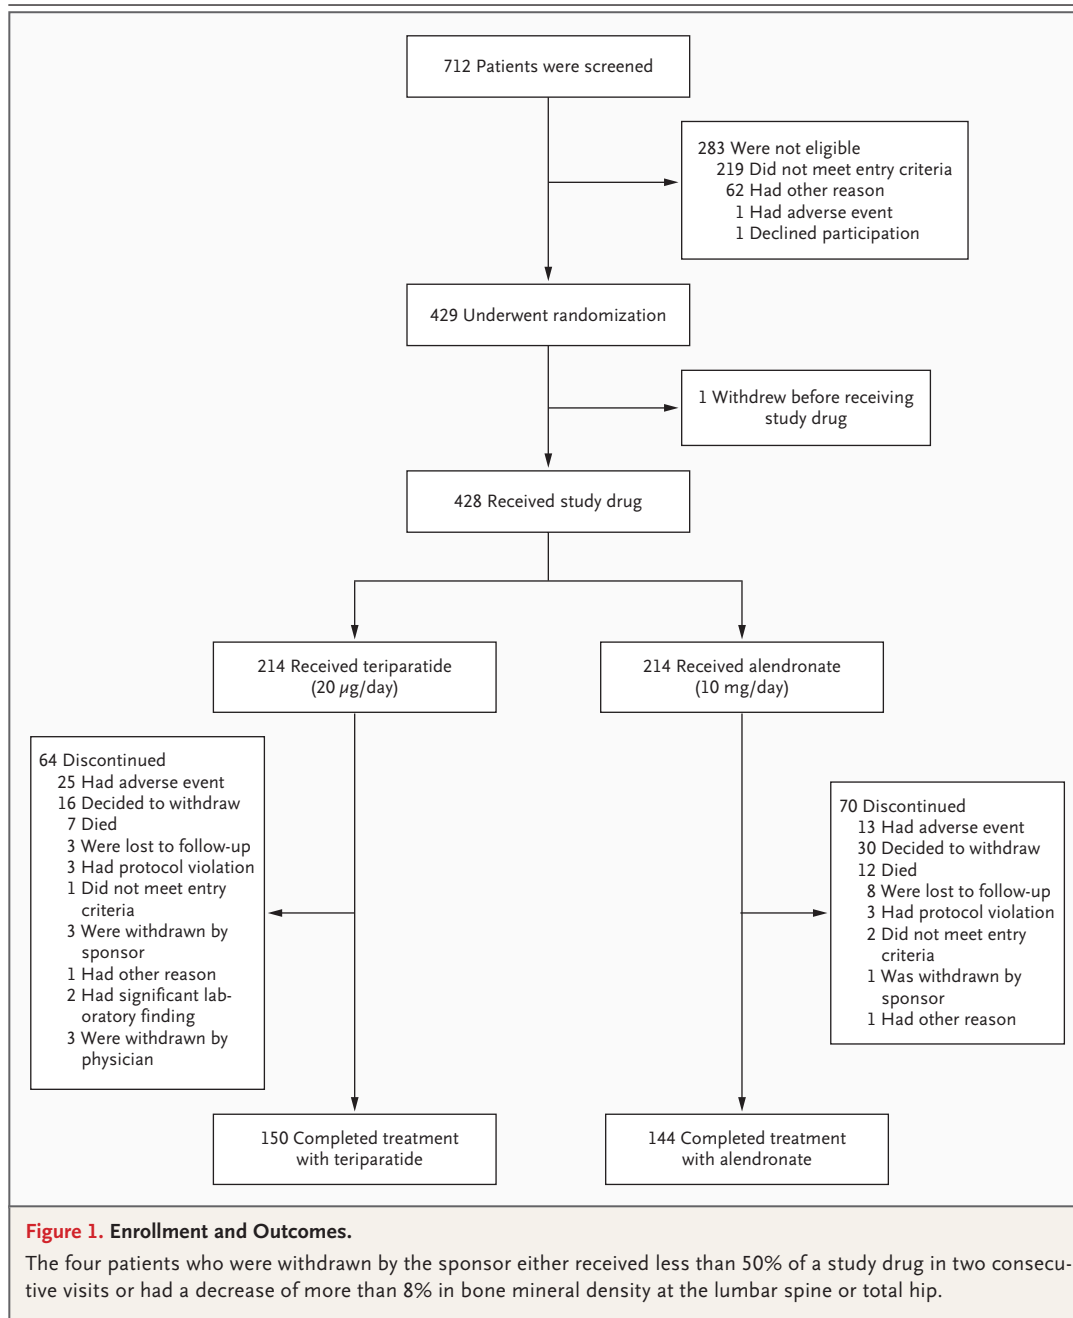 712 Patients were screened
283 Were not eligible
219 Did not meet entry criteria
62 Had other reason
1 Had adverse event
1 Declined participation
429 Underwent randomization
1 Withdrew before receiving
study drug
428 Received study drug
214 Received teriparatide
(20 µg/day)
214 Received alendronate
(10 mg/day)
64 Discontinued
25 Had adverse event
16 Decided to withdraw
7 Died
3 Were lost to follow-up
3 Had protocol violation
1 Did not meet entry
criteria
3 Were withdrawn by
sponsor
1 Had other reason
2 Had significant lab-
oratory finding
3 Were withdrawn by
physician
70 Discontinued
13 Had adverse event
30 Decided to withdraw
12 Died
8 Were lost to follow-up
3 Had protocol violation
2 Did not meet entry
criteria
1 Was withdrawn by
sponsor
1 Had other reason
150 Completed treatment
with teriparatide
144 Completed treatment
with alendronate
Figure 1. Enrollment and Outcomes.
The four patients who were withdrawn by the sponsor either received less than 50% of a study drug in two consecu-
tive visits or had a decrease of more than 8% in bone mineral density at the lumbar spine or total hip.